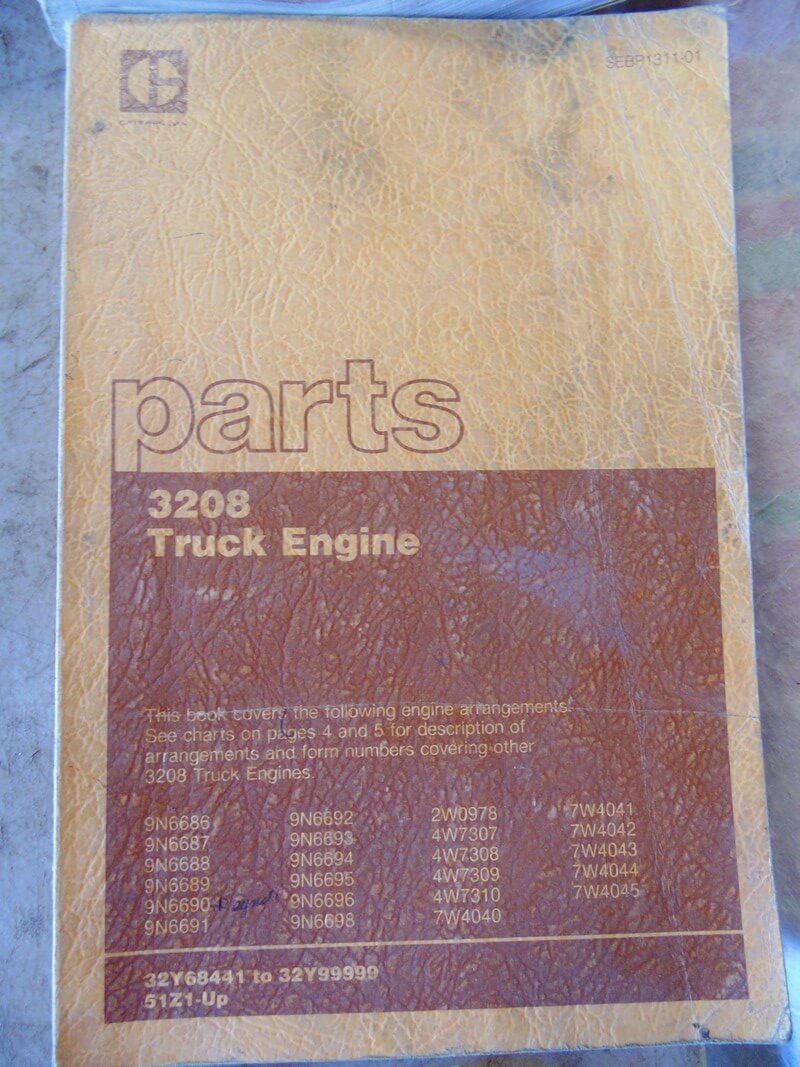 SEBP1311-01
CATERPILLAR
parts
3208
Truck Engine
This book covers the following engine arrangements.
See charts on pages 4 and 5 for description of
arrangements and form numbers covering other
3208 Truck Engines.
9N6686 9N6692 2W0978 7W4041
9N6687 9N6693 4W7307 7W4042
9N6688 9N6694 4W7308 7W4043
9N6689 9N6695 4W7309 7W4044
9N6690 9N6696 4W7310 7W4045
9N6691 9N6698 7W4040
32Y68441 to 32Y99999
51Z1-Up